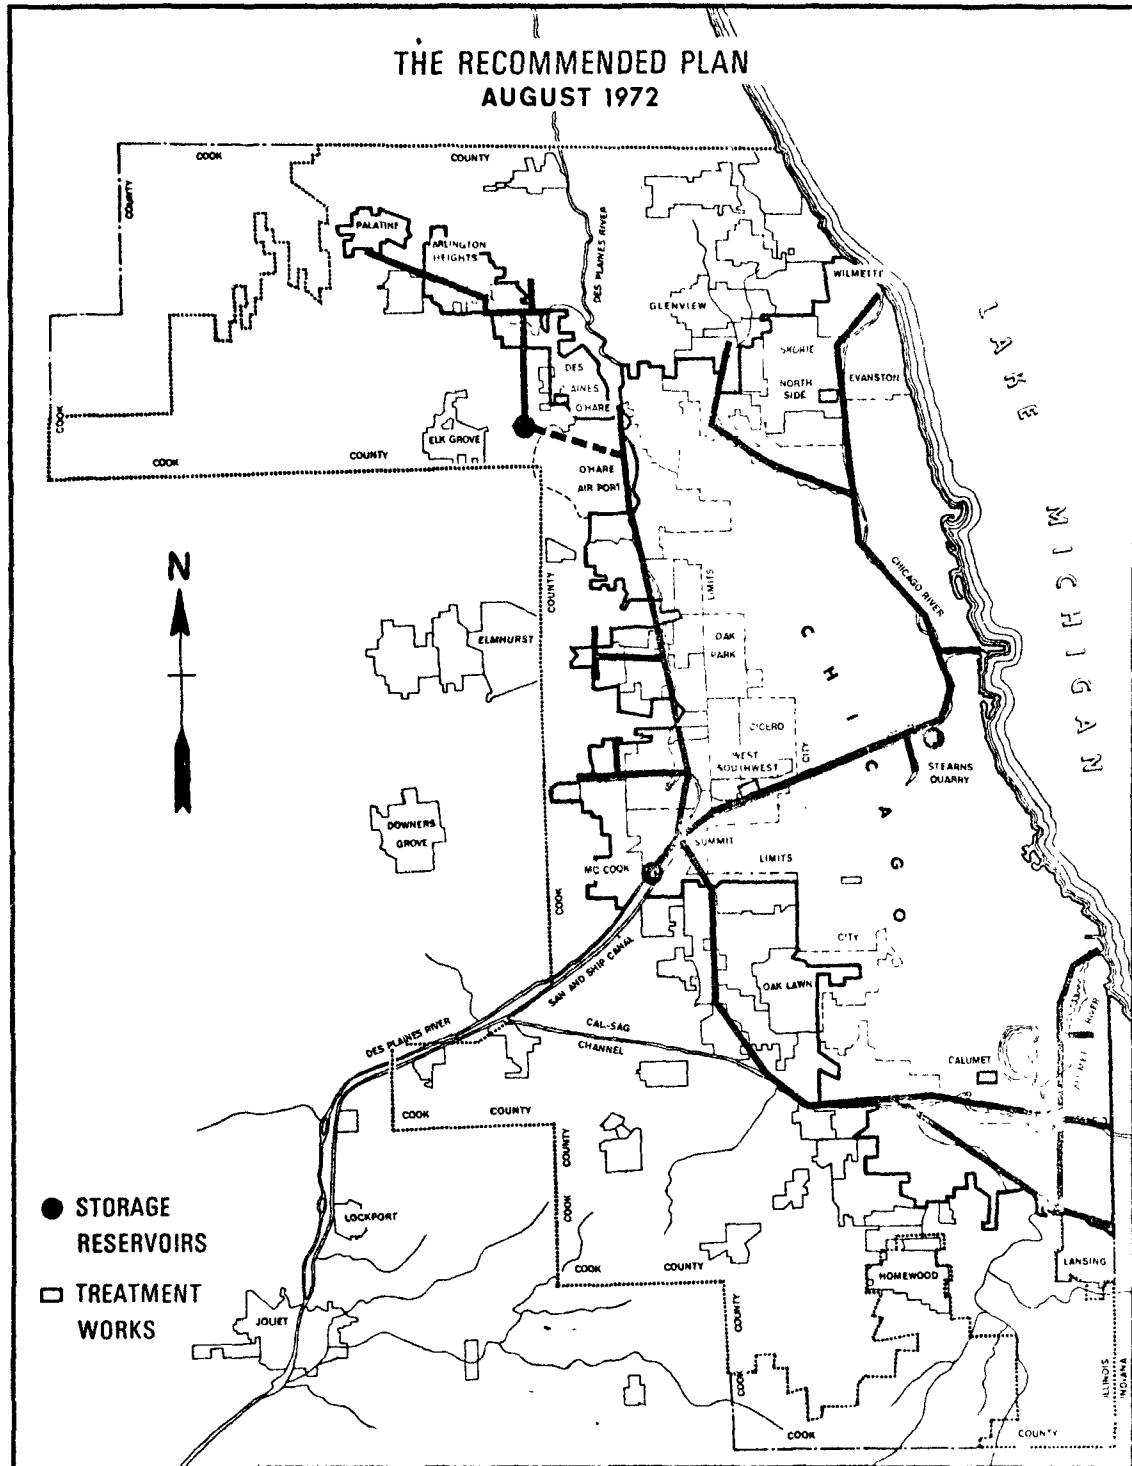 THE RECOMMENDED PLAN
AUGUST 1972
COOK
COUNTY
COUNTY
PALATINE
ARLINGTON
HEIGHTS
DES PLAINES RIVER
WILMETTE
GLENVIEW
LAKE MICHIGAN
SKOKIE
NORTH
SIDE
EVANSTON
DES
LAINES
O'HARE
COOK
ELK GROVE
COOK
COUNTY
O'HARE
AIR PORT
N
COUNTY
LIMITS
CHICAGO RIVER
ELMHURST
OAK
PARK
CHICAGO
CICERO
WEST
SOUTHWEST
CITY
STEARNS
QUARRY
DOWNERS
GROVE
SUMMIT
MC COOK
LIMITS
COOK
CITY
SAN AND SHIP CANAL
OAK LAWN
DES PLAINES RIVER
CAL-SAG
CHANNEL
RIVER
CALUMET
COOK
COUNTY
COUNTY
COOK
STORAGE
RESERVOIRS
LOCKPORT
COOK
COUNTY
HOMEWOOD
LANSING
TREATMENT
WORKS
JOLIET
COUNTY
COOK
ILLINOIS
INDIANA
COOK
COUNTY